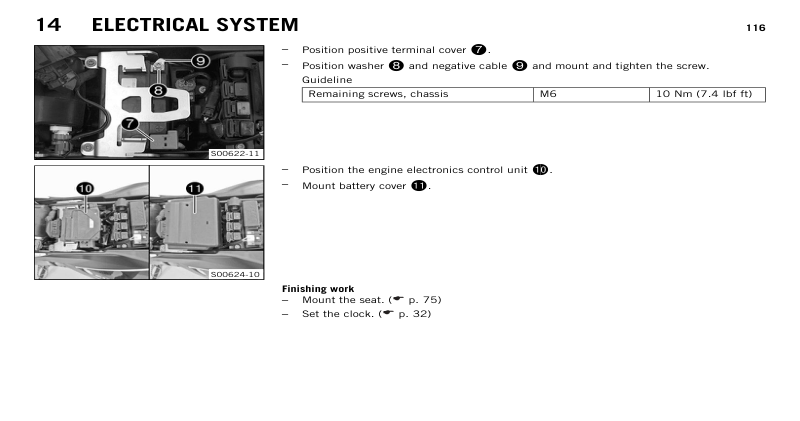 14 ELECTRICAL SYSTEM 116
– Position positive terminal cover 7.
– Position washer 8 and negative cable 9 and mount and tighten the screw.
Guideline
Remaining screws, chassis M6 10 Nm (7.4 lbf ft)
9
8
7
S00622-11
– Position the engine electronics control unit 10.
– Mount battery cover 11.
10 11
S00624-10
Finishing work
– Mount the seat. (☛ p. 75)
– Set the clock. (☛ p. 32)